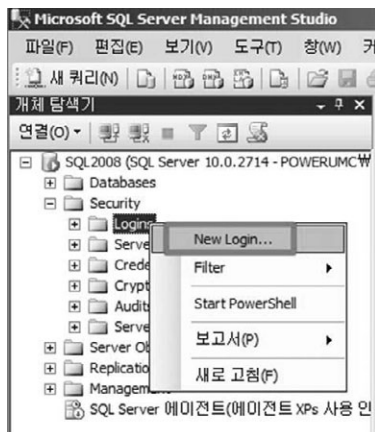 Microsoft SQL Server Management Studio
파일(F) 편집(E) 보기(V) 도구(T) 창(W)
새 쿼리(N)
개체 탐색기
연결(O)
SQL2008 (SQL Server 10.0.2714 - POWERUMC₩
Databases
Security
Logins
New Login...
Serve
Filter
Crede
Crypt
Start PowerShell
Audits
Serve
보고서(P)
Server Ob
Replicatio
새로 고침(F)
Managem
SQL Server 에이전트(에이전트 XPs 사용 인